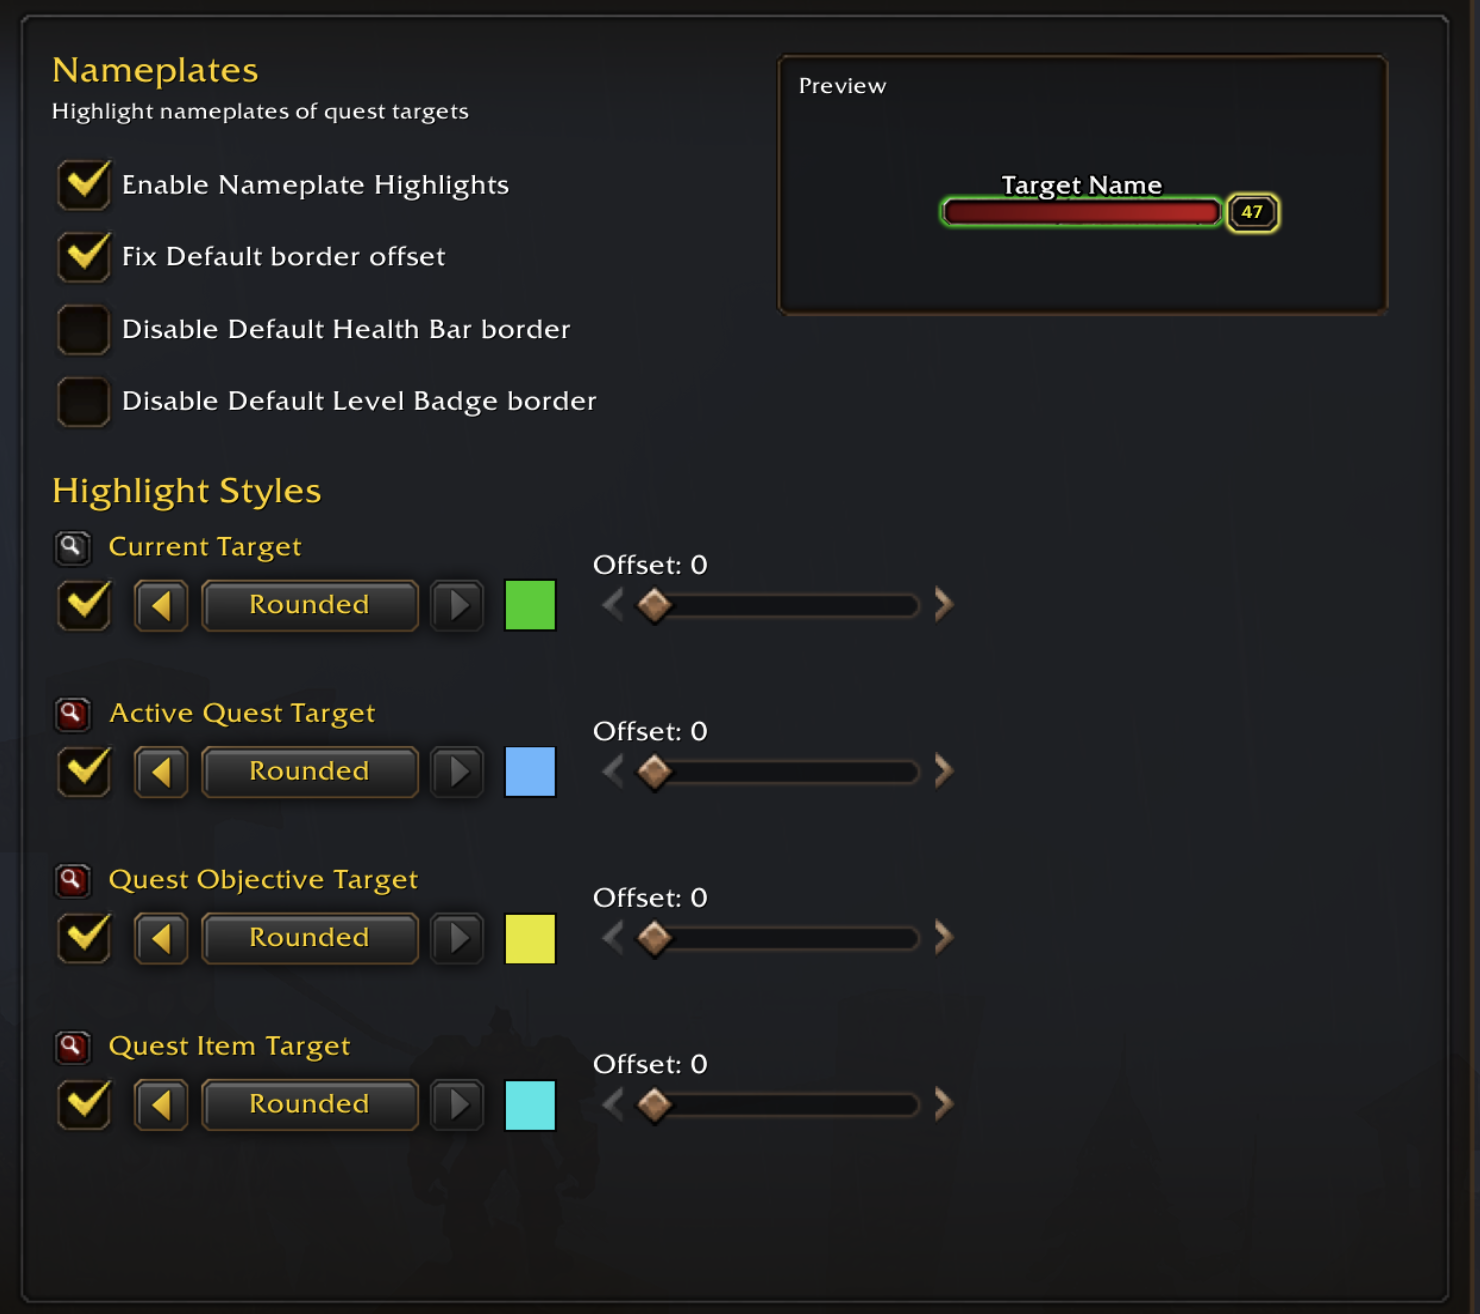 Nameplates
Highlight nameplates of quest targets
Enable Nameplate Highlights
Fix Default border offset
Disable Default Health Bar border
Disable Default Level Badge border
Preview
Target Name
47
Highlight Styles
Current Target
Rounded
Offset: 0
Active Quest Target
Rounded
Offset: 0
Quest Objective Target
Rounded
Offset: 0
Quest Item Target
Rounded
Offset: 0